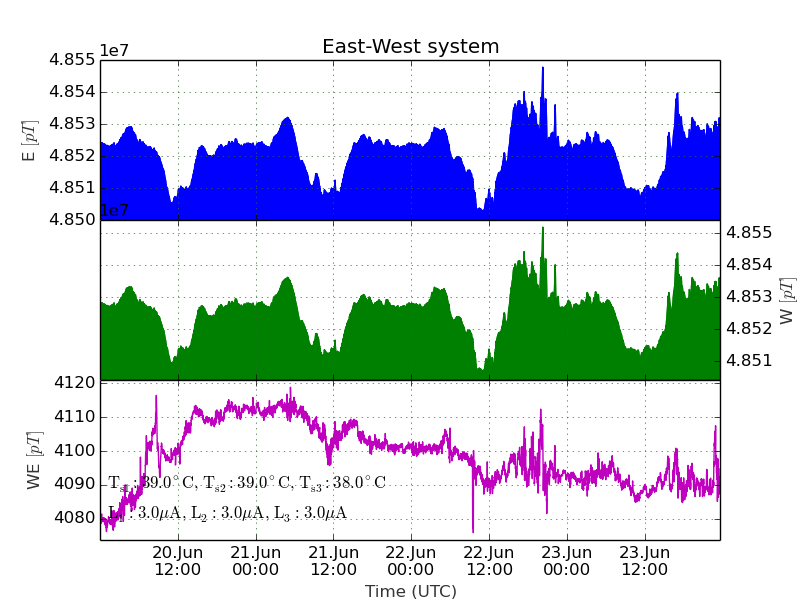 East-West system
1e7
4.855
4.854
4.853
4.852
4.851
4.850
E [pT]
1e7
4.855
4.854
4.853
4.852
4.851
W [pT]
4120
4110
4100
4090
4080
WE [pT]
T_s1 : 39.0°C, T_s2 : 39.0°C, T_s3 : 38.0°C
L_1 : 3.0μA, L_2 : 3.0μA, L_3 : 3.0μA
20.Jun 21.Jun 21.Jun 22.Jun 22.Jun 23.Jun 23.Jun
12:00 00:00 12:00 00:00 12:00 00:00 12:00
Time (UTC)